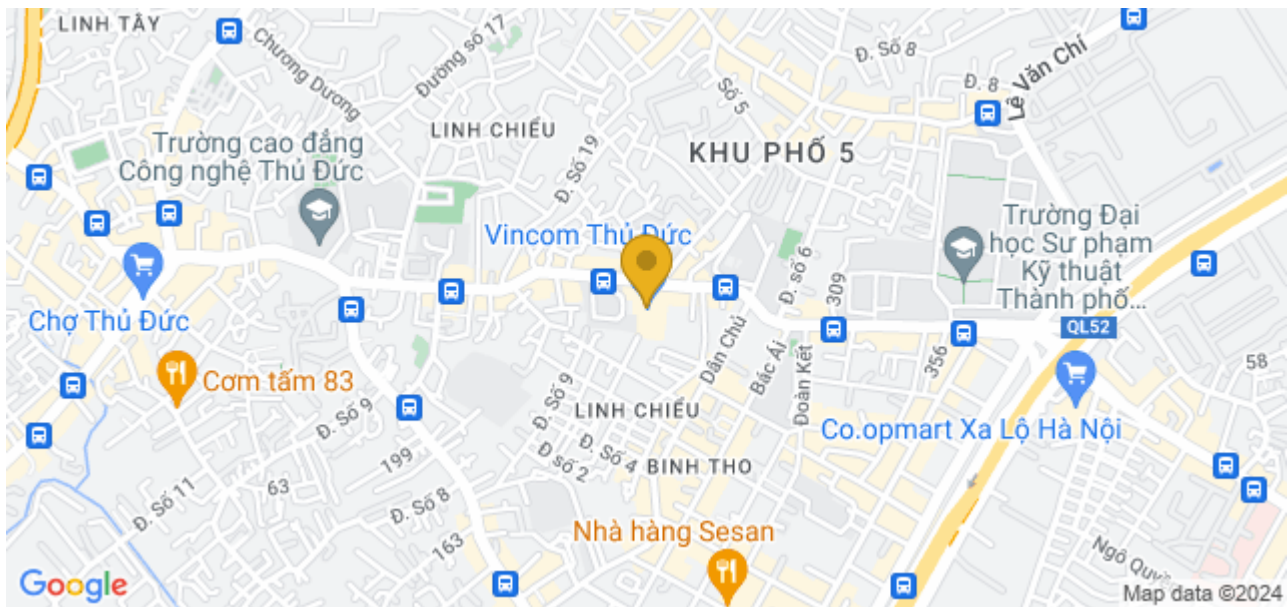 LINH TÂY
Chương Dương
Đường số 17
Đ. Số 8
Lê Văn Chí
Đ. 8
Số 5
LINH CHIỂU
KHU PHỐ 5
Trường cao đẳng
Công nghệ Thủ Đức
Đ. Số 19
Vincom Thủ Đức
Trường Đại
học Sư phạm
Kỹ thuật
Thành phố...
Đ. số 6
309
Chợ Thủ Đức
QL52
Dân Chủ
Bác Ái
Đoàn Kết
356
58
Cơm tấm 83
Đ. Số 9
Đ. Số 9
LINH CHIỂU
Co.opmart Xa Lộ Hà Nội
199
Đ số 2
Đ. Số 4
BINH THO
63
Đ. Số 11
Đ. Số 8
163
Nhà hàng Sesan
Ngô Quyề
Google
Map data ©2024